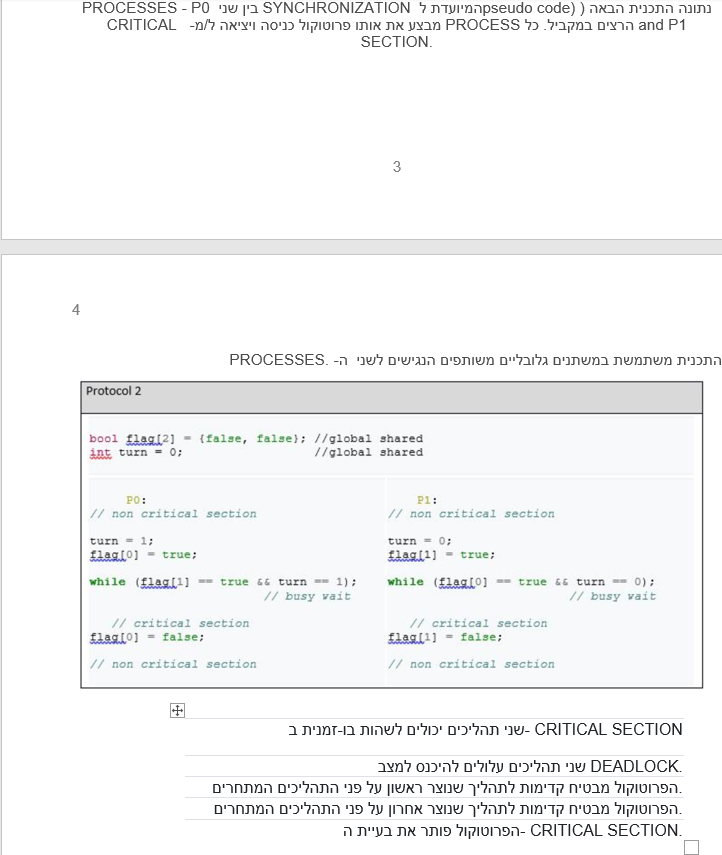 נתונה התכנית הבאה ( (pseudo codeהמיועדת ל SYNCHRONIZATION בין שני PROCESSES - P0
and P1 הרצים במקביל. כל PROCESS מבצע את אותו פרוטוקול כניסה ויציאה ל/מ- CRITICAL
SECTION.
3
4
התכנית משתמשת במשתנים גלובליים משותפים הנגישים לשני ה- .PROCESSES
Protocol 2
bool flag[2] = {false, false}; //global shared
int turn = 0; //global shared
P0:
// non critical section
turn = 1;
flag[0] = true;
while (flag[1] == true && turn == 1);
// busy wait
// critical section
flag[0] = false;
// non critical section
P1:
// non critical section
turn = 0;
flag[1] = true;
while (flag[0] == true && turn == 0);
// busy wait
// critical section
flag[1] = false;
// non critical section
שני תהליכים יכולים לשהות בו-זמנית ב- CRITICAL SECTION
שני תהליכים עלולים להיכנס למצב DEADLOCK.
הפרוטוקול מבטיח קדימות לתהליך שנוצר ראשון על פני התהליכים המתחרים.
הפרוטוקול מבטיח קדימות לתהליך שנוצר אחרון על פני התהליכים המתחרים.
הפרוטוקול פותר את בעיית ה- CRITICAL SECTION.